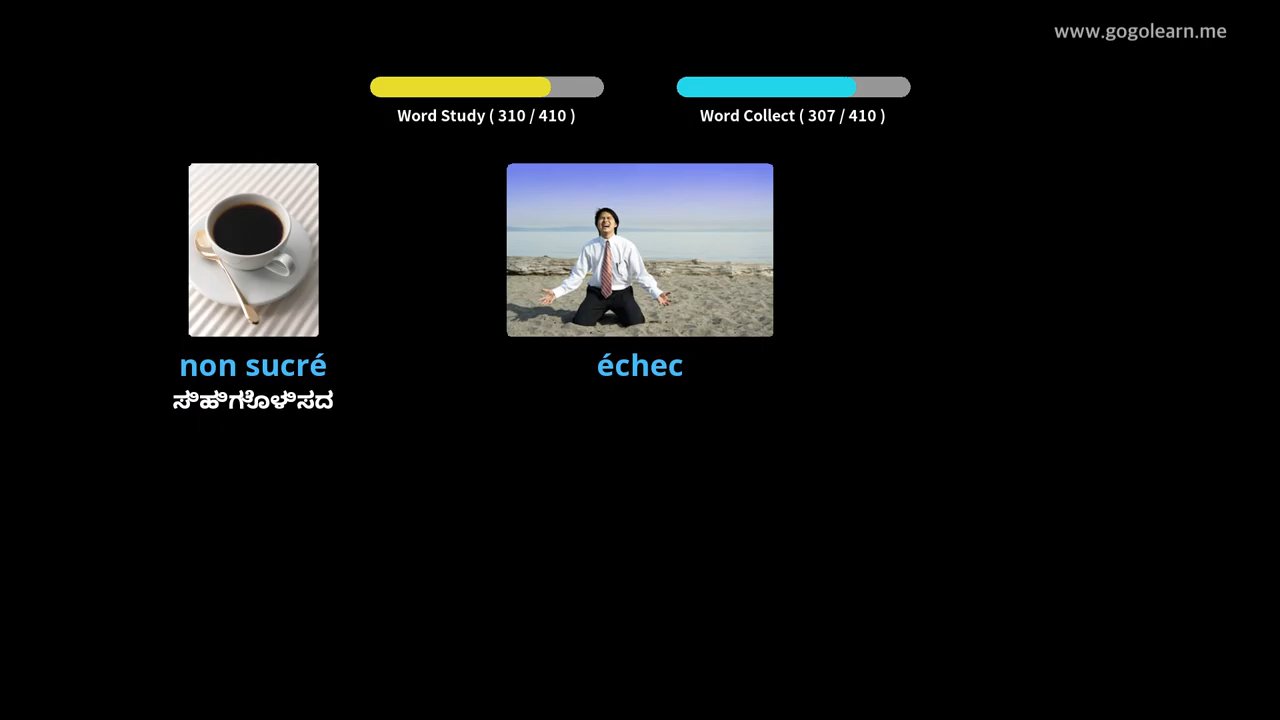 www.gogolearn.me
Word Study ( 310 / 410 )
Word Collect ( 307 / 410 )
non sucré
ಸಿಹಿಗೊಳಿಸದ
échec